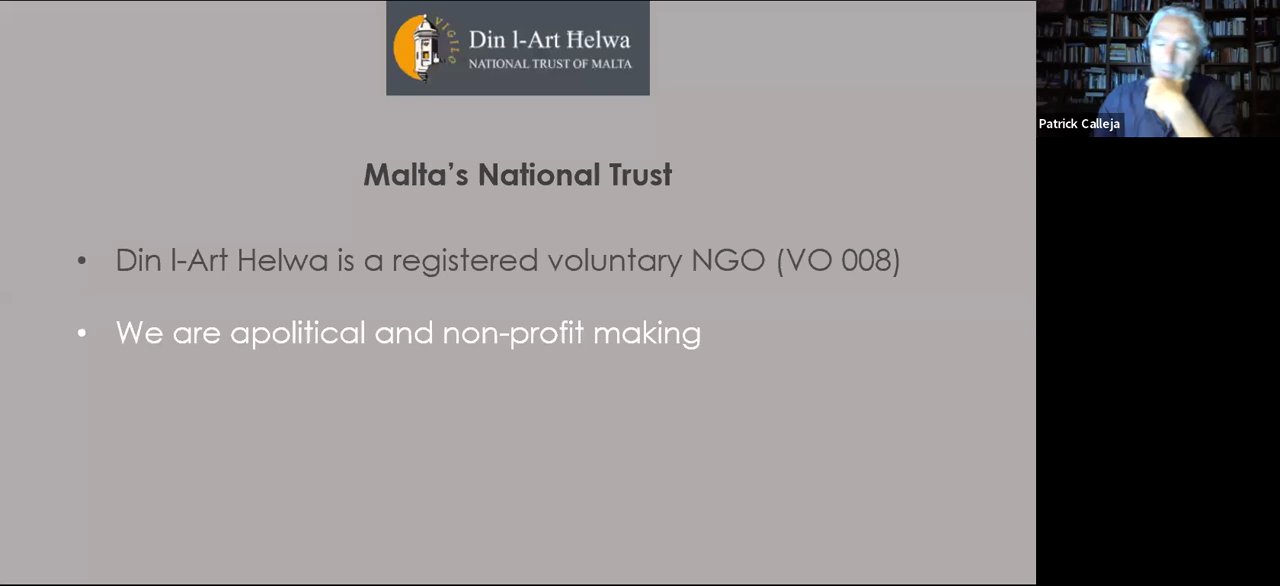 VIGILO
Din l-Art Helwa
NATIONAL TRUST OF MALTA
Patrick Calleja
Malta’s National Trust
• Din l-Art Helwa is a registered voluntary NGO (VO 008)
• We are apolitical and non-profit making